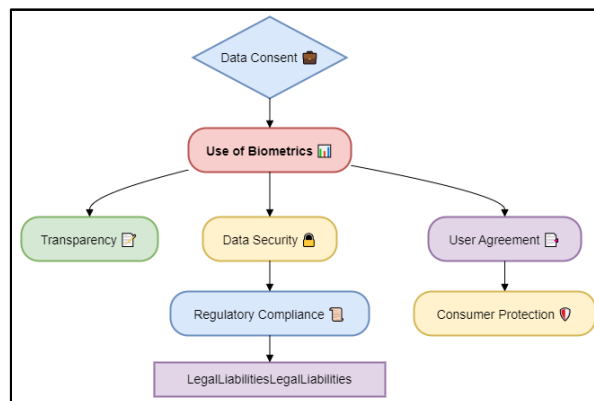 Data Consent 💼
Use of Biometrics 📊
Transparency 📝
Data Security 🔒
User Agreement 📑
Regulatory Compliance 📜
Consumer Protection 🛡️
LegalLiabilitiesLegalLiabilities